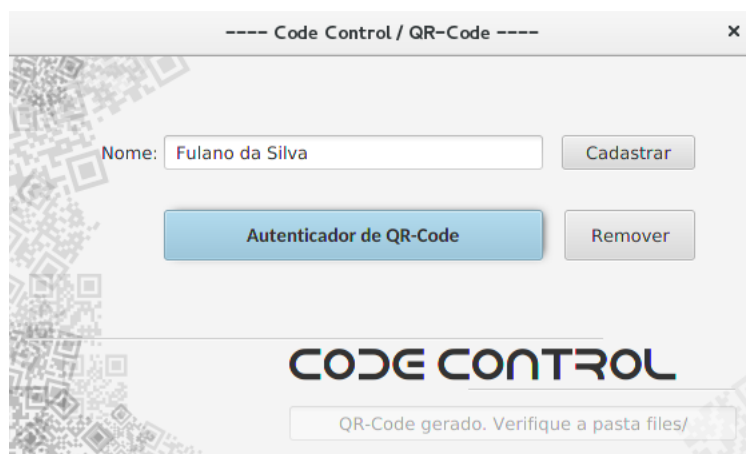 ---- Code Control / QR-Code ----
×
Nome: Fulano da Silva Cadastrar
Autenticador de QR-Code Remover
CODE CONTROL
QR-Code gerado. Verifique a pasta files/